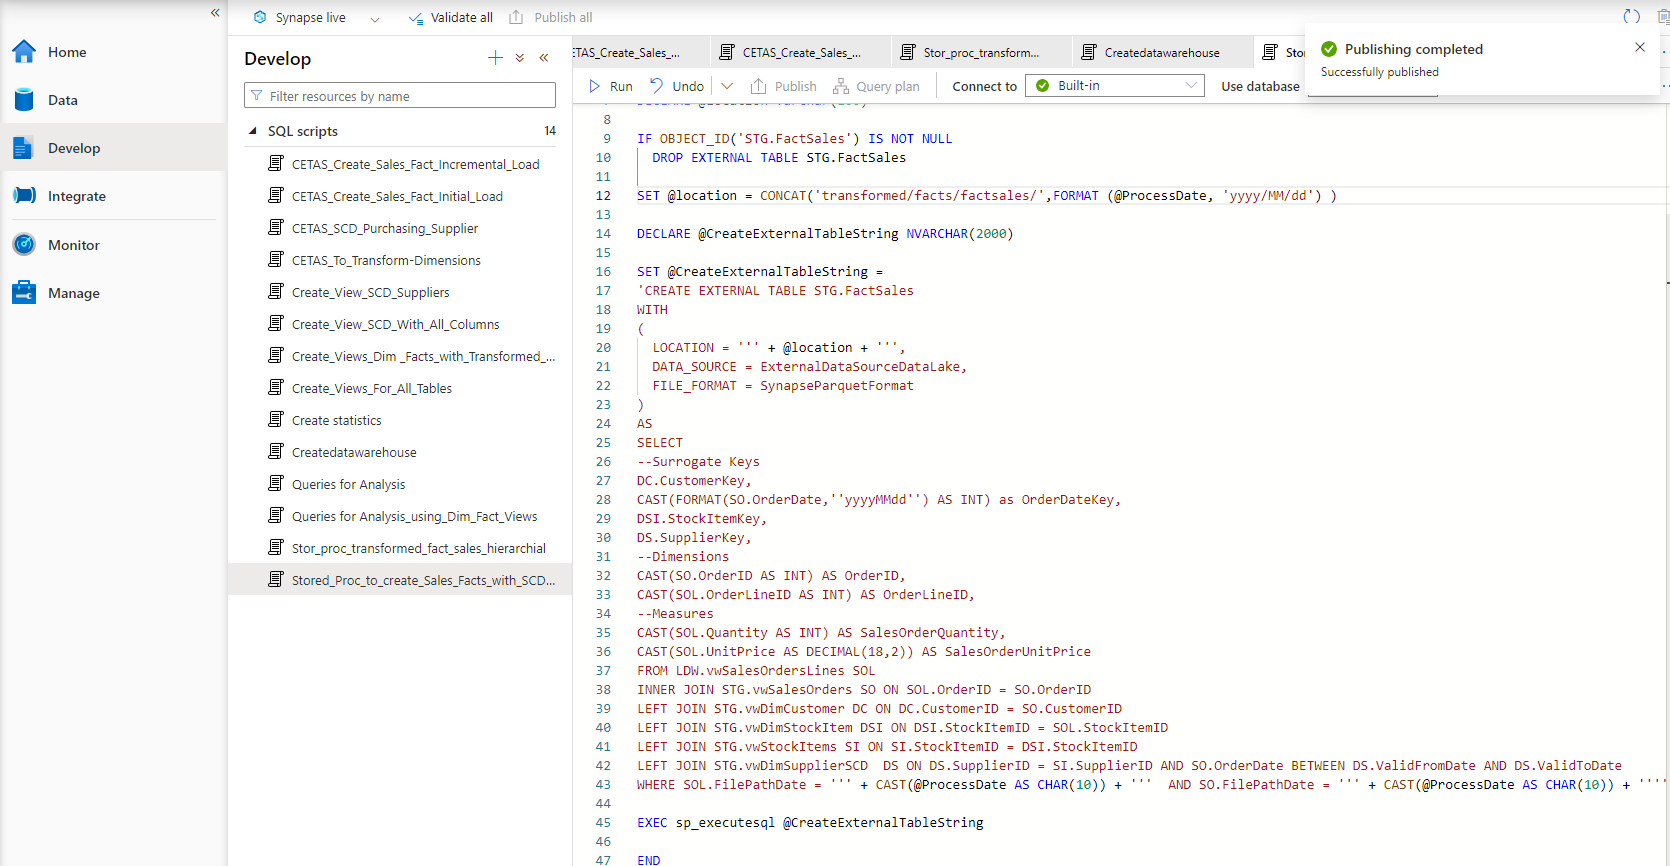 «
Synapse live
Validate all
Publish all
Home
Data
Develop
Integrate
Monitor
Manage
Develop
«
Filter resources by name
SQL scripts 14
CETAS_Create_Sales_Fact_Incremental_Load
CETAS_Create_Sales_Fact_Initial_Load
CETAS_SCD_Purchasing_Supplier
CETAS_To_Transform-Dimensions
Create_View_SCD_Suppliers
Create_View_SCD_With_All_Columns
Create_Views_Dim _Facts_with_Transformed_...
Create_Views_For_All_Tables
Create statistics
Createdatawarehouse
Queries for Analysis
Queries for Analysis_using_Dim_Fact_Views
Stor_proc_transformed_fact_sales_hierarchial
Stored_Proc_to_create_Sales_Facts_with_SCD...
ETAS_Create_Sales_...
CETAS_Create_Sales_...
Stor_proc_transform...
Createdatawarehouse
Sto
Publishing completed
Successfully published
Run
Undo
Publish
Query plan
Connect to
Built-in
Use database
8
9 IF OBJECT_ID('STG.FactSales') IS NOT NULL
10 DROP EXTERNAL TABLE STG.FactSales
11
12 SET @location = CONCAT('transformed/facts/factsales/',FORMAT (@ProcessDate, 'yyyy/MM/dd') )
13
14 DECLARE @CreateExternalTableString NVARCHAR(2000)
15
16 SET @CreateExternalTableString =
17 'CREATE EXTERNAL TABLE STG.FactSales
18 WITH
19 (
20 LOCATION = ''' + @location + ''',
21 DATA_SOURCE = ExternalDataSourceDataLake,
22 FILE_FORMAT = SynapseParquetFormat
23 )
24 AS
25 SELECT
26 --Surrogate Keys
27 DC.CustomerKey,
28 CAST(FORMAT(SO.OrderDate,''yyyyMMdd'') AS INT) as OrderDateKey,
29 DSI.StockItemKey,
30 DS.SupplierKey,
31 --Dimensions
32 CAST(SO.OrderID AS INT) AS OrderID,
33 CAST(SOL.OrderLineID AS INT) AS OrderLineID,
34 --Measures
35 CAST(SOL.Quantity AS INT) AS SalesOrderQuantity,
36 CAST(SOL.UnitPrice AS DECIMAL(18,2)) AS SalesOrderUnitPrice
37 FROM LDW.vwSalesOrdersLines SOL
38 INNER JOIN STG.vwSalesOrders SO ON SOL.OrderID = SO.OrderID
39 LEFT JOIN STG.vwDimCustomer DC ON DC.CustomerID = SO.CustomerID
40 LEFT JOIN STG.vwDimStockItem DSI ON DSI.StockItemID = SOL.StockItemID
41 LEFT JOIN STG.vwStockItems SI ON SI.StockItemID = DSI.StockItemID
42 LEFT JOIN STG.vwDimSupplierSCD  DS ON DS.SupplierID = SI.SupplierID AND SO.OrderDate BETWEEN DS.ValidFromDate AND DS.ValidToDate
43 WHERE SOL.FilePathDate = ''' + CAST(@ProcessDate AS CHAR(10)) + '''  AND SO.FilePathDate = ''' + CAST(@ProcessDate AS CHAR(10)) + ''''
44
45 EXEC sp_executesql @CreateExternalTableString
46
47 END